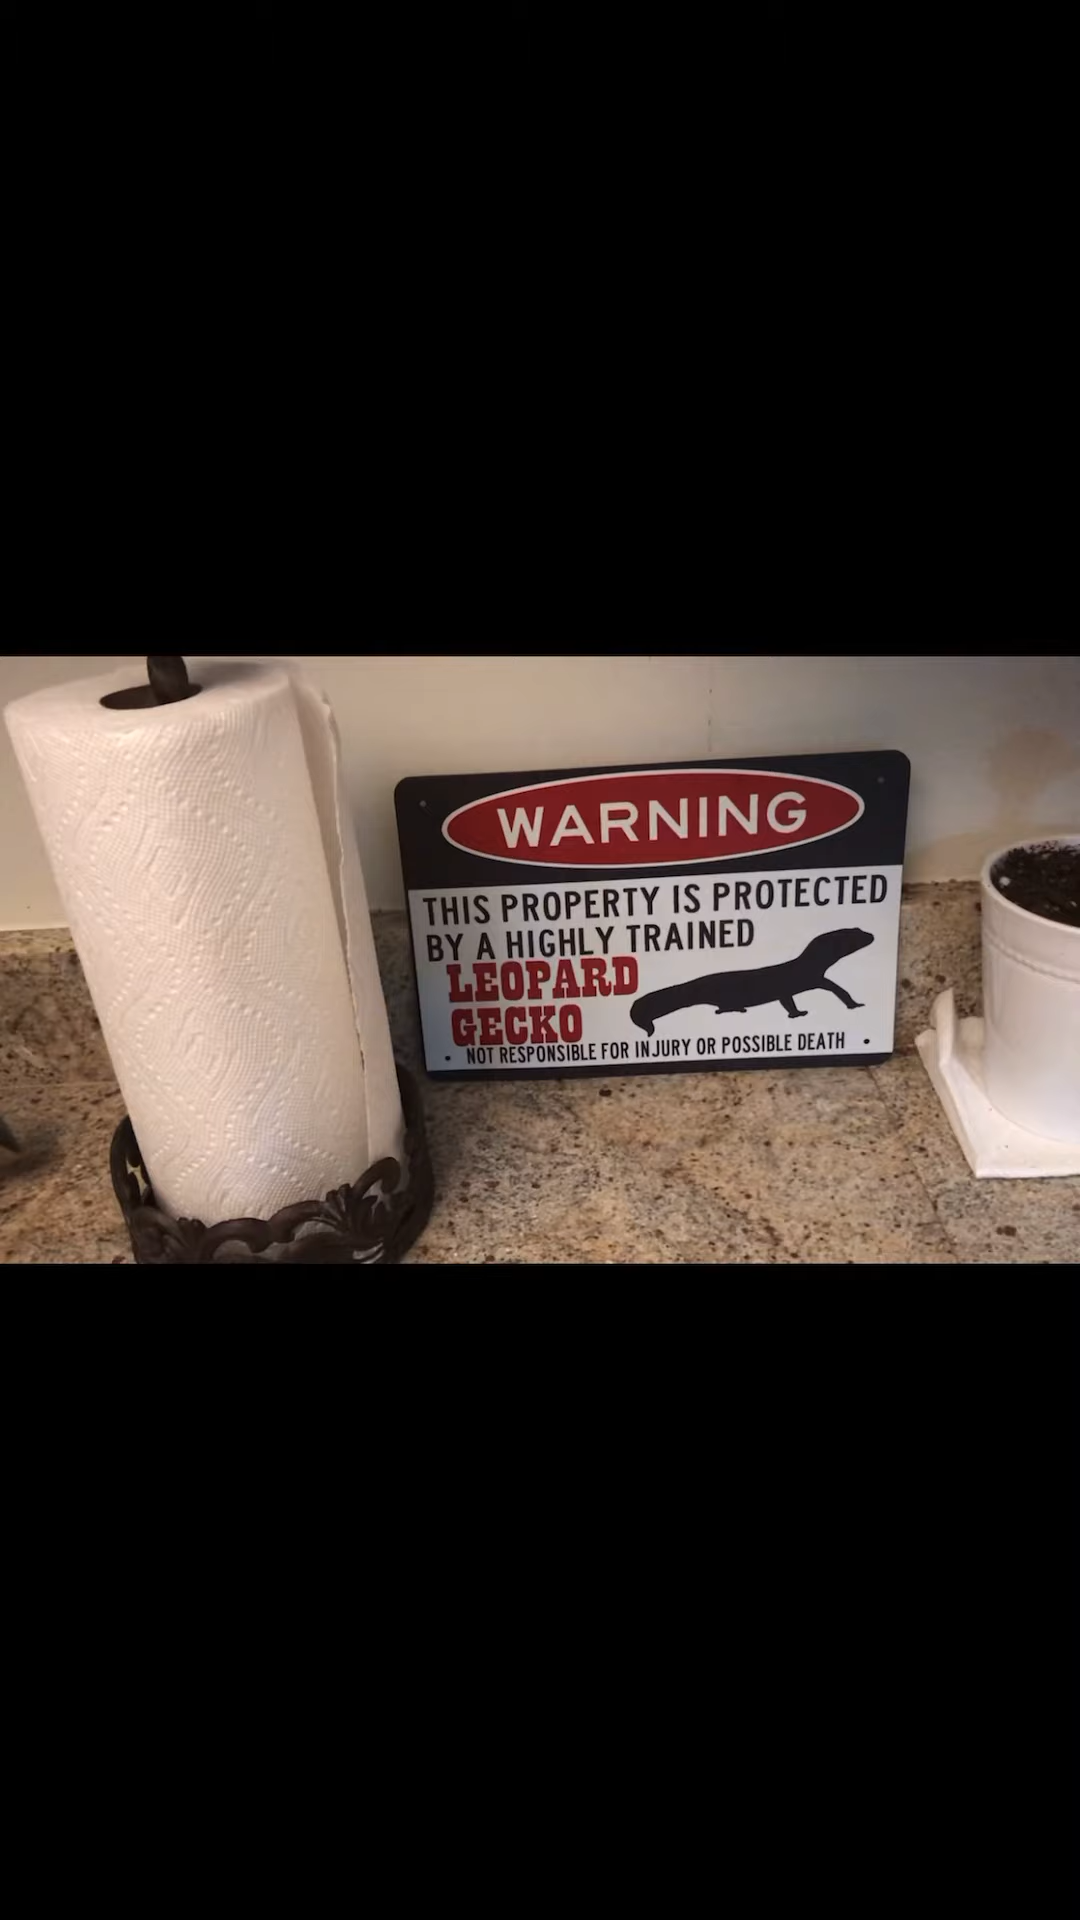 WARNING
THIS PROPERTY IS PROTECTED
BY A HIGHLY TRAINED
LEOPARD
GECKO
• NOT RESPONSIBLE FOR INJURY OR POSSIBLE DEATH •